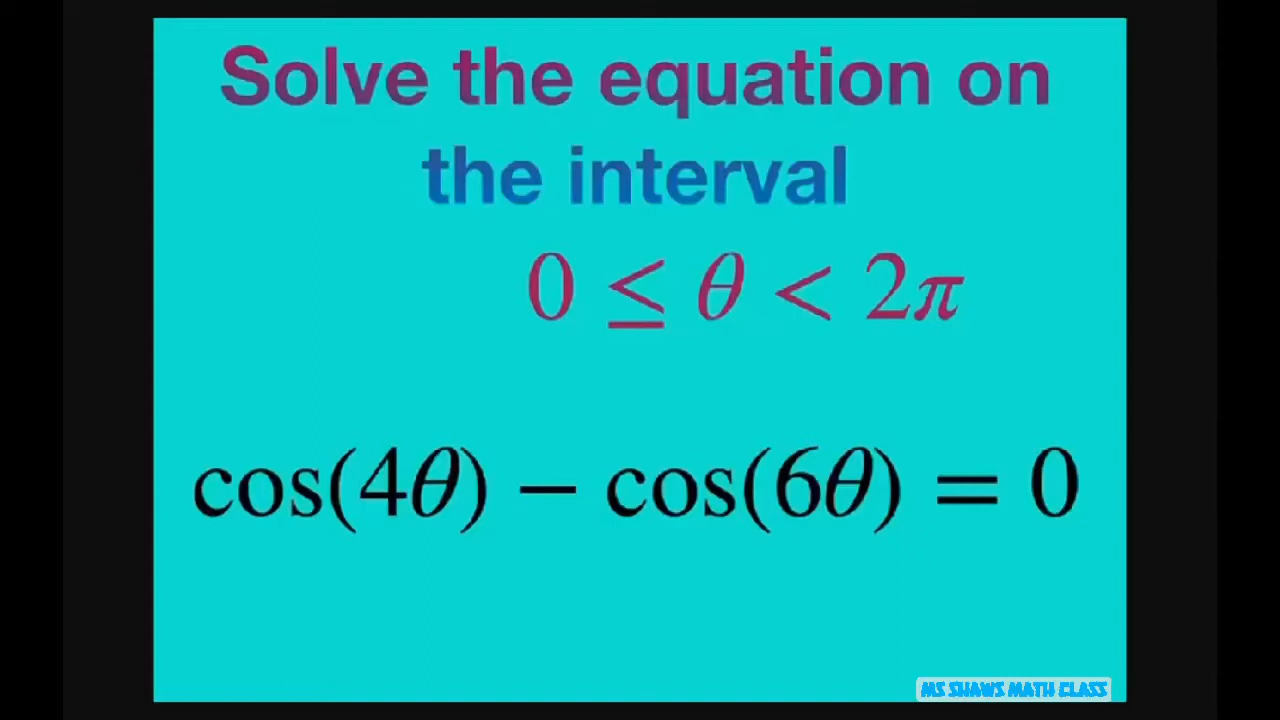 Solve the equation on
the interval
0 ≤ θ < 2π
cos(4θ) − cos(6θ) = 0
MS SHAWS MATH CLASS